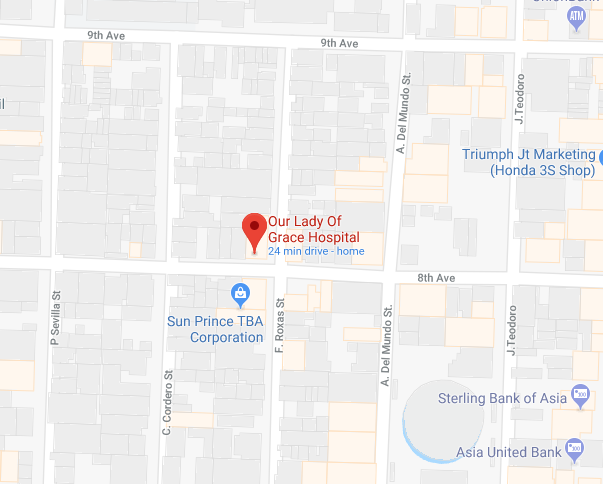 ATM
9th Ave
9th Ave
A. Del Mundo St.
J.Teodoro
Triumph Jt Marketing
(Honda 3S Shop)
Our Lady Of
Grace Hospital
24 min drive - home
8th Ave
P Sevilla St
Sun Prince TBA
Corporation
F. Roxas St
A. Del Mundo St.
J.Teodoro
C. Cordero St
Sterling Bank of Asia
Asia United Bank